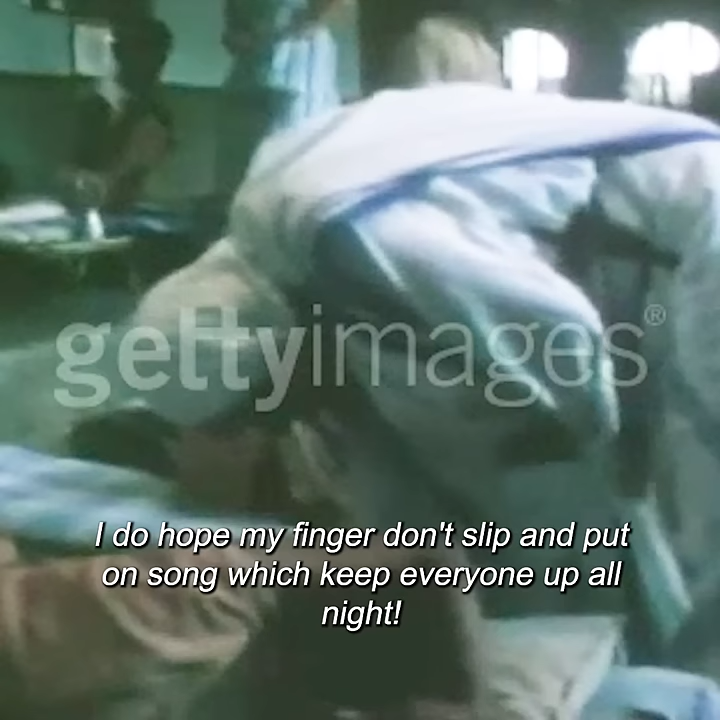 gettyimages®
I do hope my finger don't slip and put
on song which keep everyone up all
night!